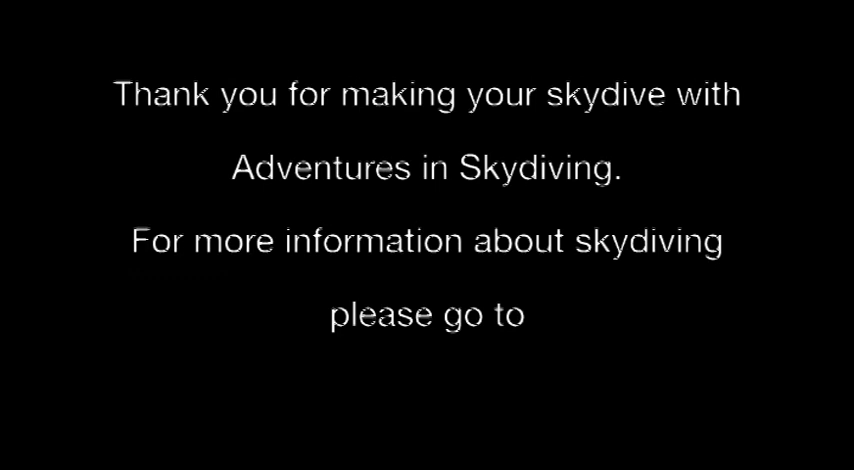 Thank you for making your skydive with
Adventures in Skydiving.
For more information about skydiving
please go to